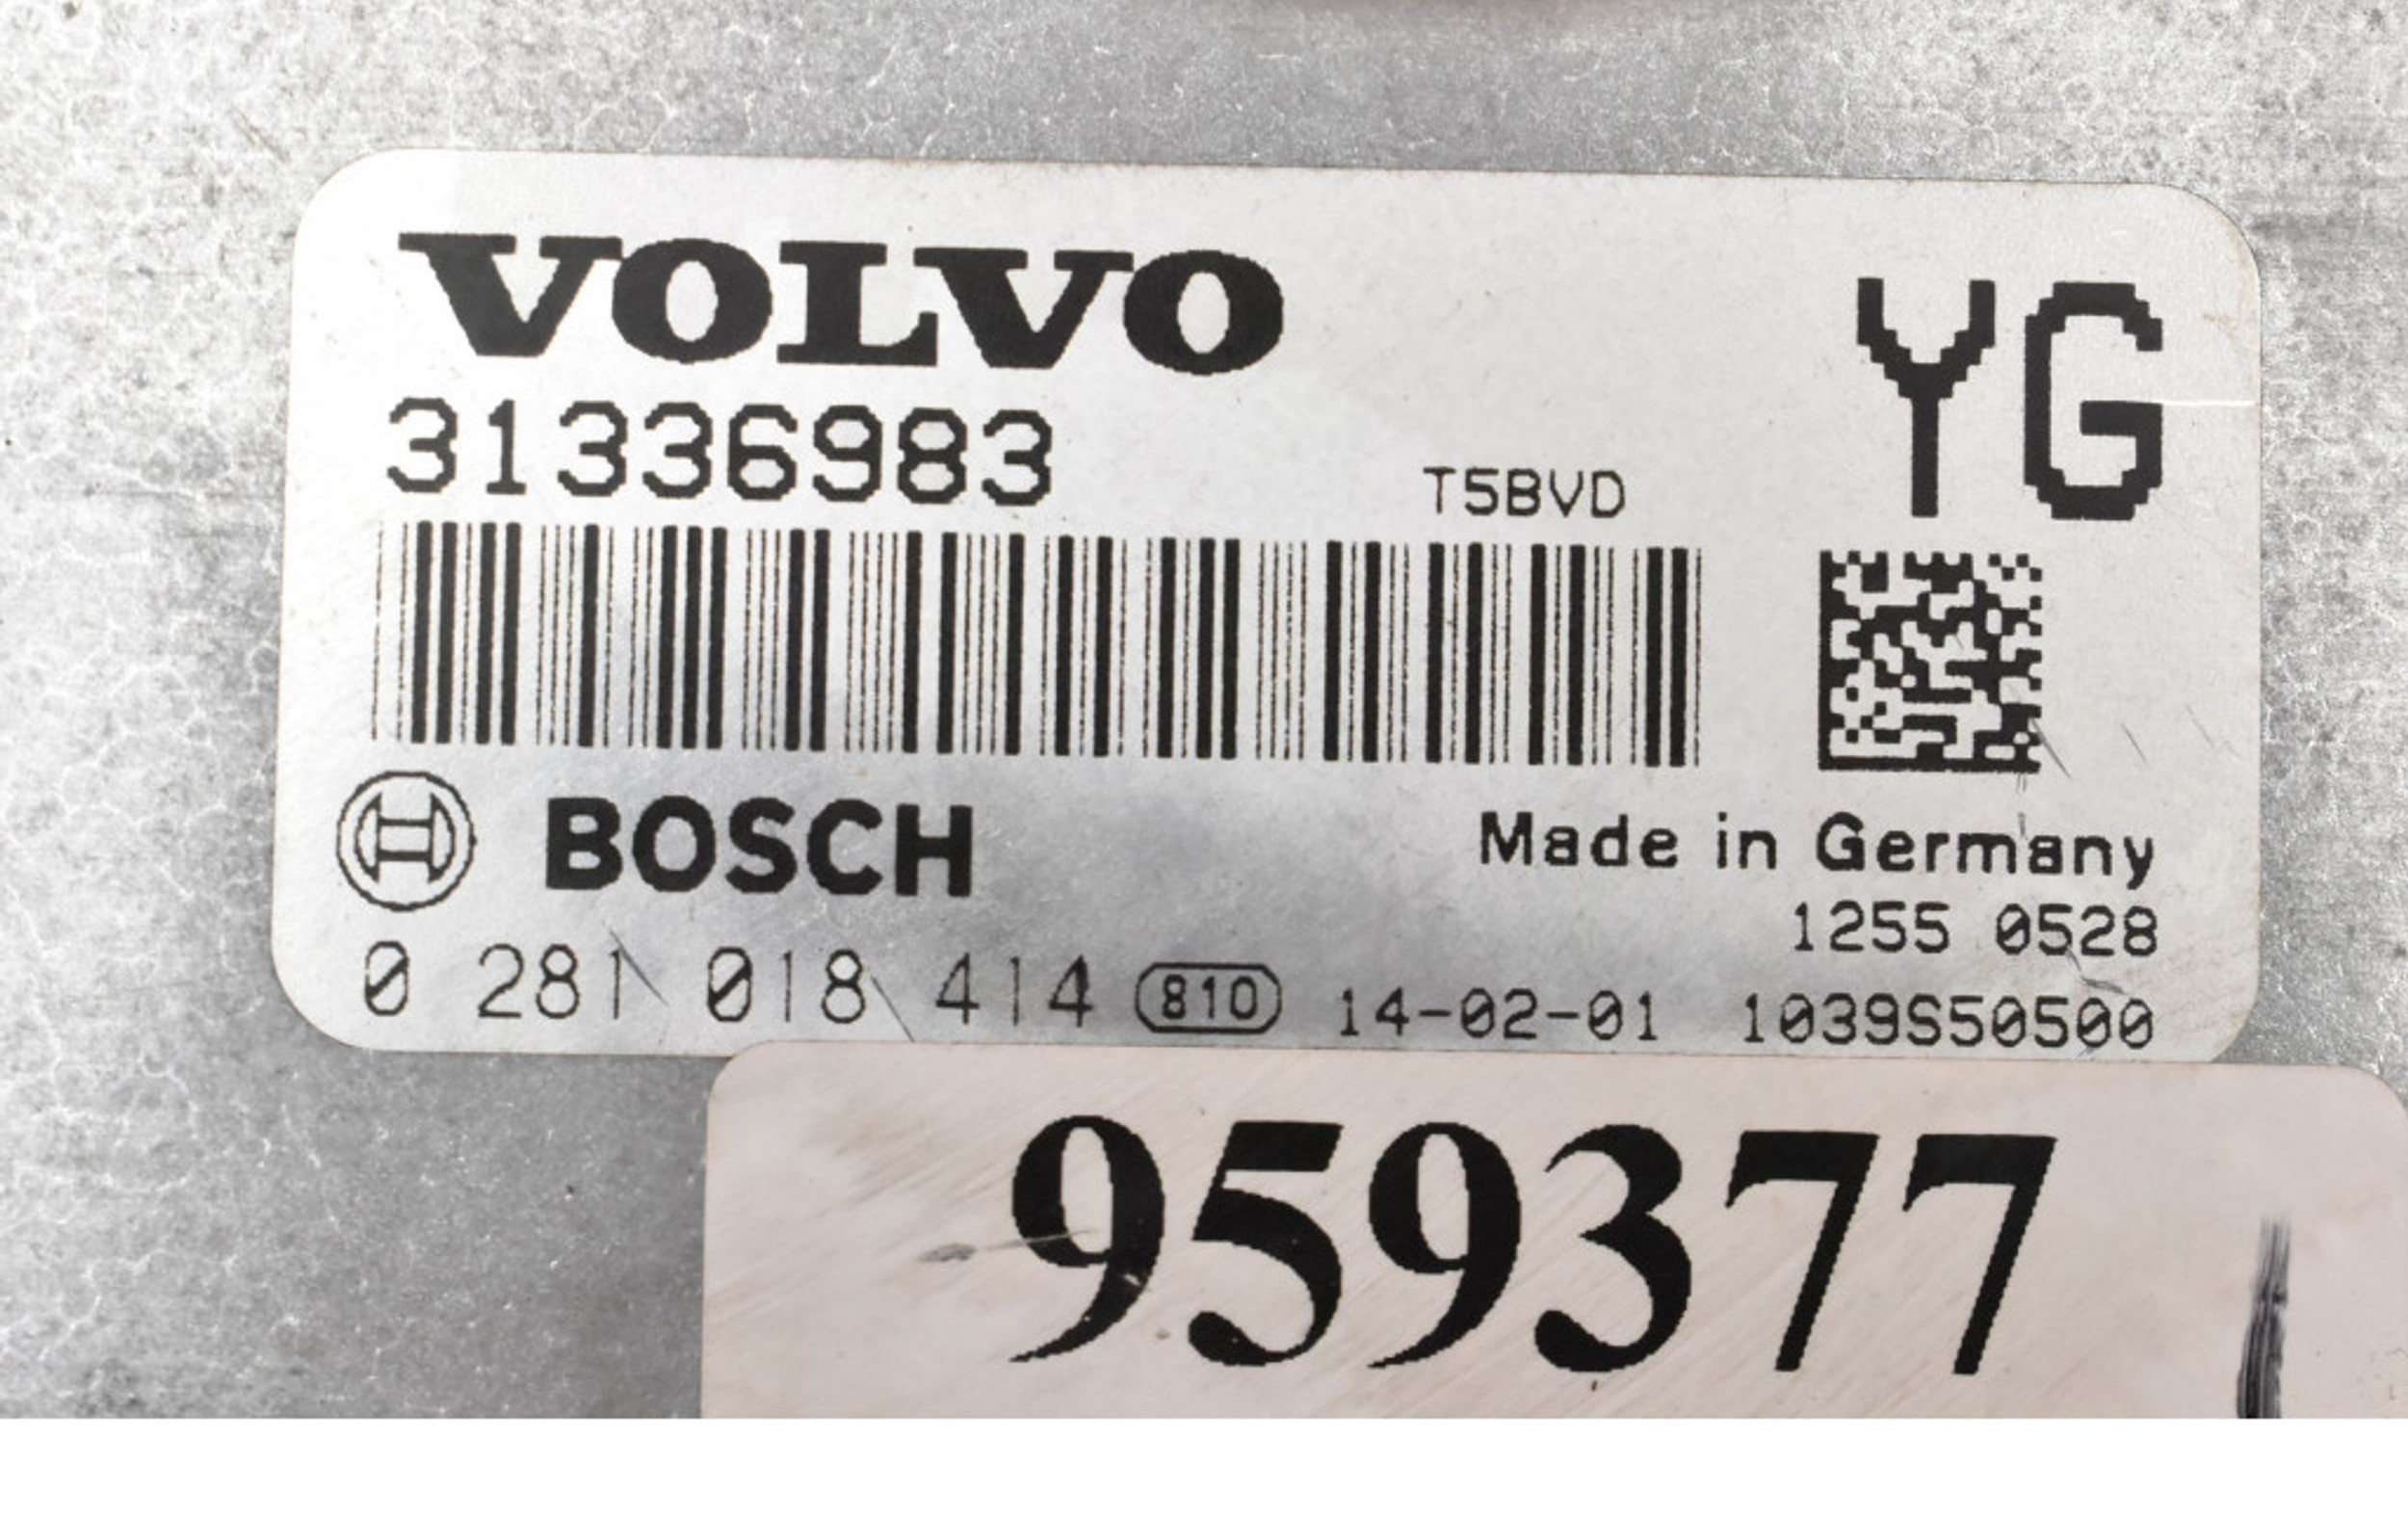 VOLVO
YG
31336983
T5BVD
BOSCH
Made in Germany
1255 0528
0 281 018 414 810 14-02-01 1039S50500
959377